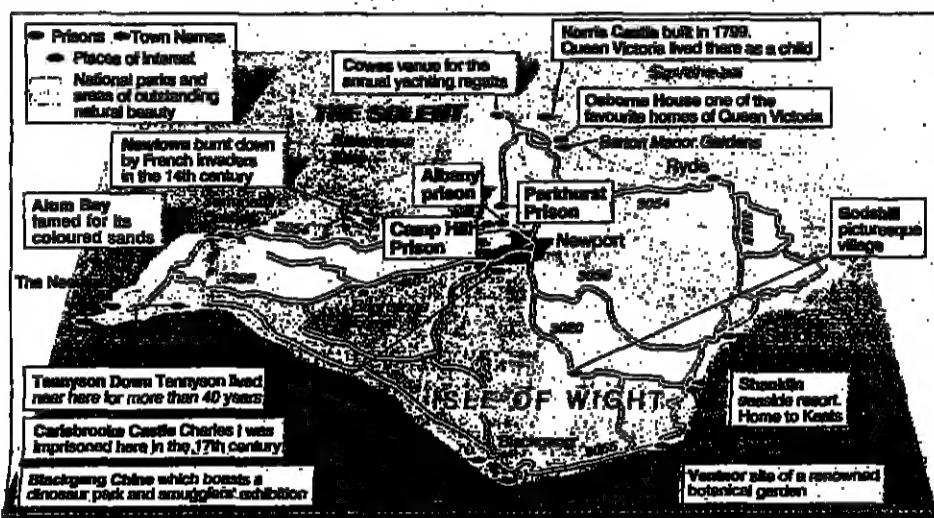 Prisons Town Names
Places of Interest
National parks and
areas of outstanding
natural beauty
Cowes venue for the
annual yachting regatta
Norris Castle built in 1799.
Queen Victoria lived there as a child
THE SOLENT
Osborne House one of the
favourite homes of Queen Victoria
Barton Manor Gardens
Newtown burnt down
by French invaders
in the 14th century
Ryde
Albany
prison
Parkhurst
Prison
3054
Alum Bay
famed for its
coloured sands
Camp Hill
Prison
Newport
Godshill
picturesque
village
The
Tennyson Down Tennyson lived
near here for more than 40 years
ISLE OF WIGHT
Shanklin
seaside resort.
Home to Keats
Carisbrooke Castle Charles I was
imprisoned here in the 17th century
Blackgang
Blackgang Chine which boasts a
dinosaur park and smugglers' exhibition
Ventnor site of a renowned
botanical garden